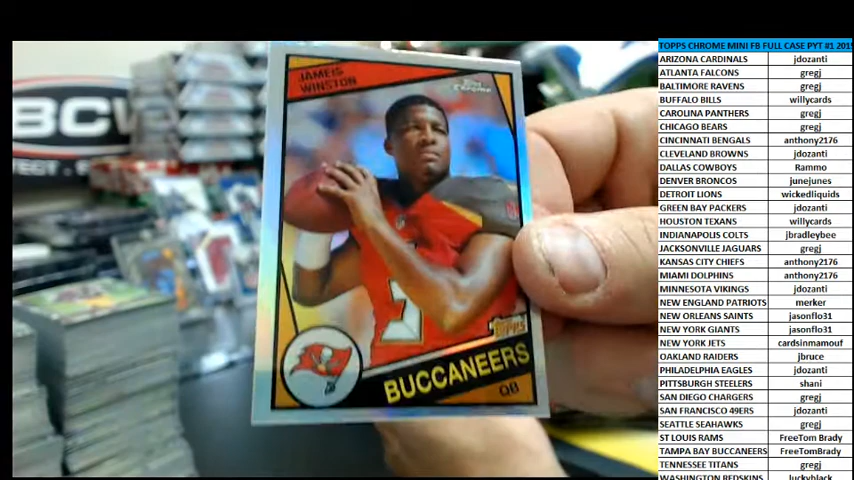 BCW
JAMEIS
WINSTON
Topps
Chrome
TOPPS
BUCCANEERS
QB
TOPPS CHROME MINI FB FULL CASE PYT #1 201
ARIZONA CARDINALS jdozanti
ATLANTA FALCONS gregj
BALTIMORE RAVENS gregj
BUFFALO BILLS willycards
CAROLINA PANTHERS gregj
CHICAGO BEARS gregj
CINCINNATI BENGALS anthony2176
CLEVELAND BROWNS jdozanti
DALLAS COWBOYS Rammo
DENVER BRONCOS junejunes
DETROIT LIONS wickedliquids
GREEN BAY PACKERS jdozanti
HOUSTON TEXANS willycards
INDIANAPOLIS COLTS jbradleybee
JACKSONVILLE JAGUARS gregj
KANSAS CITY CHIEFS anthony2176
MIAMI DOLPHINS anthony2176
MINNESOTA VIKINGS jdozanti
NEW ENGLAND PATRIOTS merker
NEW ORLEANS SAINTS jasonflo31
NEW YORK GIANTS jasonflo31
NEW YORK JETS cardsinmamouf
OAKLAND RAIDERS jbruce
PHILADELPHIA EAGLES jdozanti
PITTSBURGH STEELERS shani
SAN DIEGO CHARGERS gregj
SAN FRANCISCO 49ERS jdozanti
SEATTLE SEAHAWKS gregj
ST LOUIS RAMS FreeTom Brady
TAMPA BAY BUCCANEERS FreeTomBrady
TENNESSEE TITANS gregj
WASHINGTON REDSKINS luckyblack